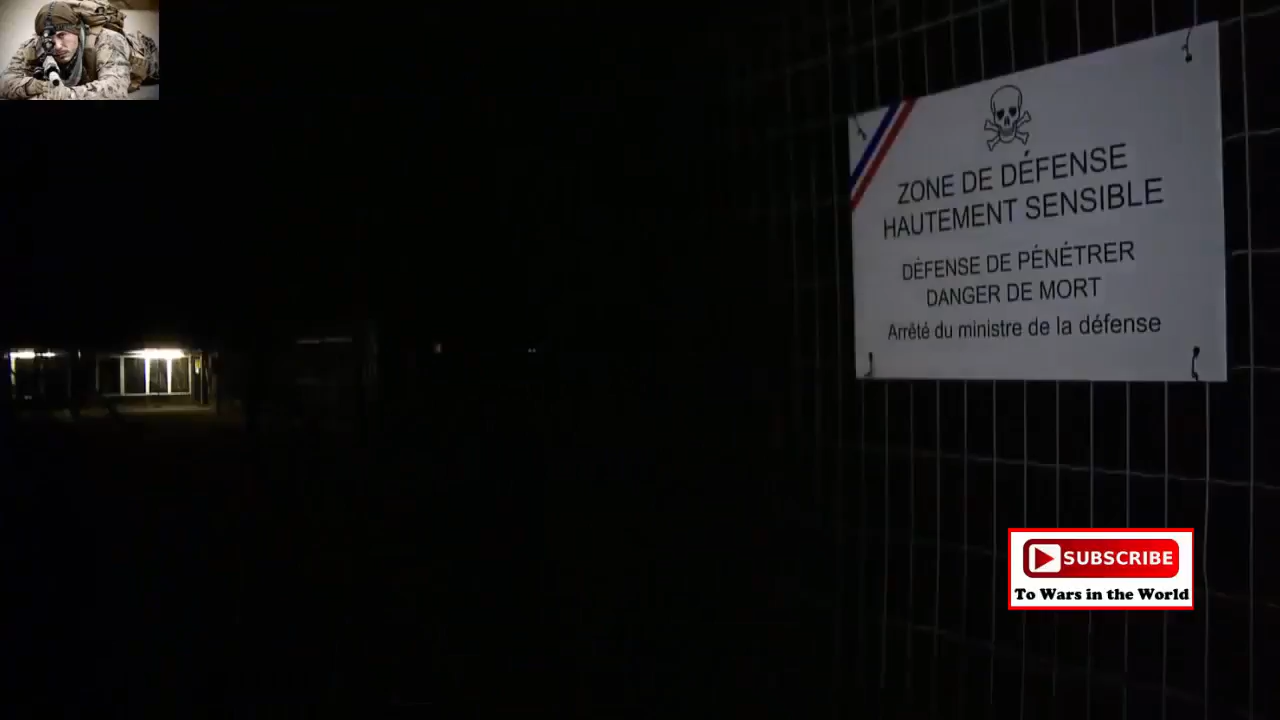 ZONE DE DÉFENSE
HAUTEMENT SENSIBLE
DÉFENSE DE PÉNÉTRER
DANGER DE MORT
Arrêté du ministre de la défense
SUBSCRIBE
To Wars in the World